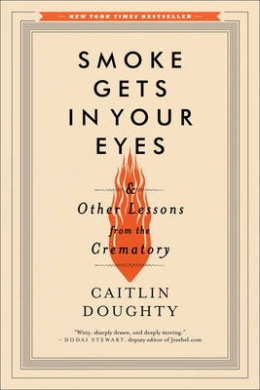 NEW YORK TIMES BESTSELLER
SMOKE
GETS
IN YOUR
EYES
&
Other Lessons
from the
Crematory
CAITLIN
DOUGHTY
"Witty, sharply drawn, and deeply moving."
— DODAI STEWART, deputy editor of Jezebel.com